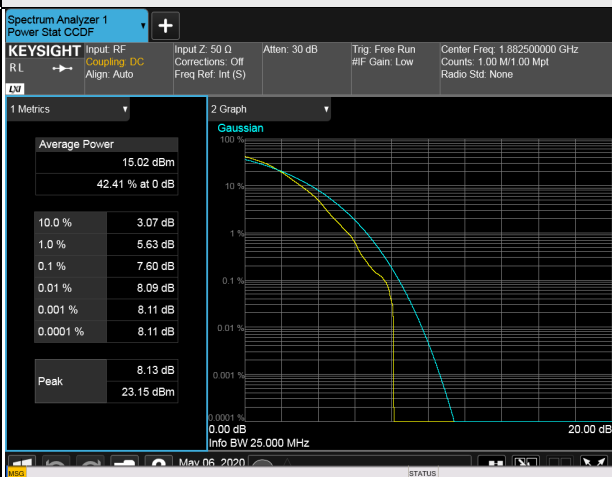 Spectrum Analyzer 1
Power Stat CCDF
KEYSIGHT
RL
LXI
Input: RF
Coupling: DC
Align: Auto
Input Z: 50 Ω
Corrections: Off
Freq Ref: Int (S)
Atten: 30 dB
Trig: Free Run
#IF Gain: Low
Center Freq: 1.882500000 GHz
Counts: 1.00 M/1.00 Mpt
Radio Std: None
1 Metrics
Average Power
15.02 dBm
42.41 % at 0 dB
10.0 % 3.07 dB
1.0 % 5.63 dB
0.1 % 7.60 dB
0.01 % 8.09 dB
0.001 % 8.11 dB
0.0001 % 8.11 dB
Peak
8.13 dB
23.15 dBm
2 Graph
Gaussian
100 %
10 %
1 %
0.1 %
0.01 %
0.001 %
0.0001 %
0.00 dB
20.00 dB
Info BW 25.000 MHz
May 06, 2020
MSG
STATUS